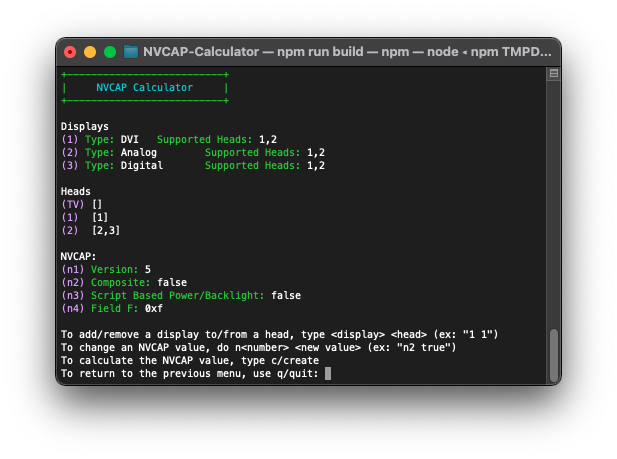 NVCAP-Calculator — npm run build — npm — node ◂ npm TMPD...
+--------------------------+
|     NVCAP Calculator     |
+--------------------------+
Displays
(1) Type: DVI   Supported Heads: 1,2
(2) Type: Analog        Supported Heads: 1,2
(3) Type: Digital       Supported Heads: 1,2
Heads
(TV) []
(1)  [1]
(2)  [2,3]
NVCAP:
(n1) Version: 5
(n2) Composite: false
(n3) Script Based Power/Backlight: false
(n4) Field F: 0xf
To add/remove a display to/from a head, type <display> <head> (ex: "1 1")
To change an NVCAP value, do n<number> <new value> (ex: "n2 true")
To calculate the NVCAP value, type c/create
To return to the previous menu, use q/quit: